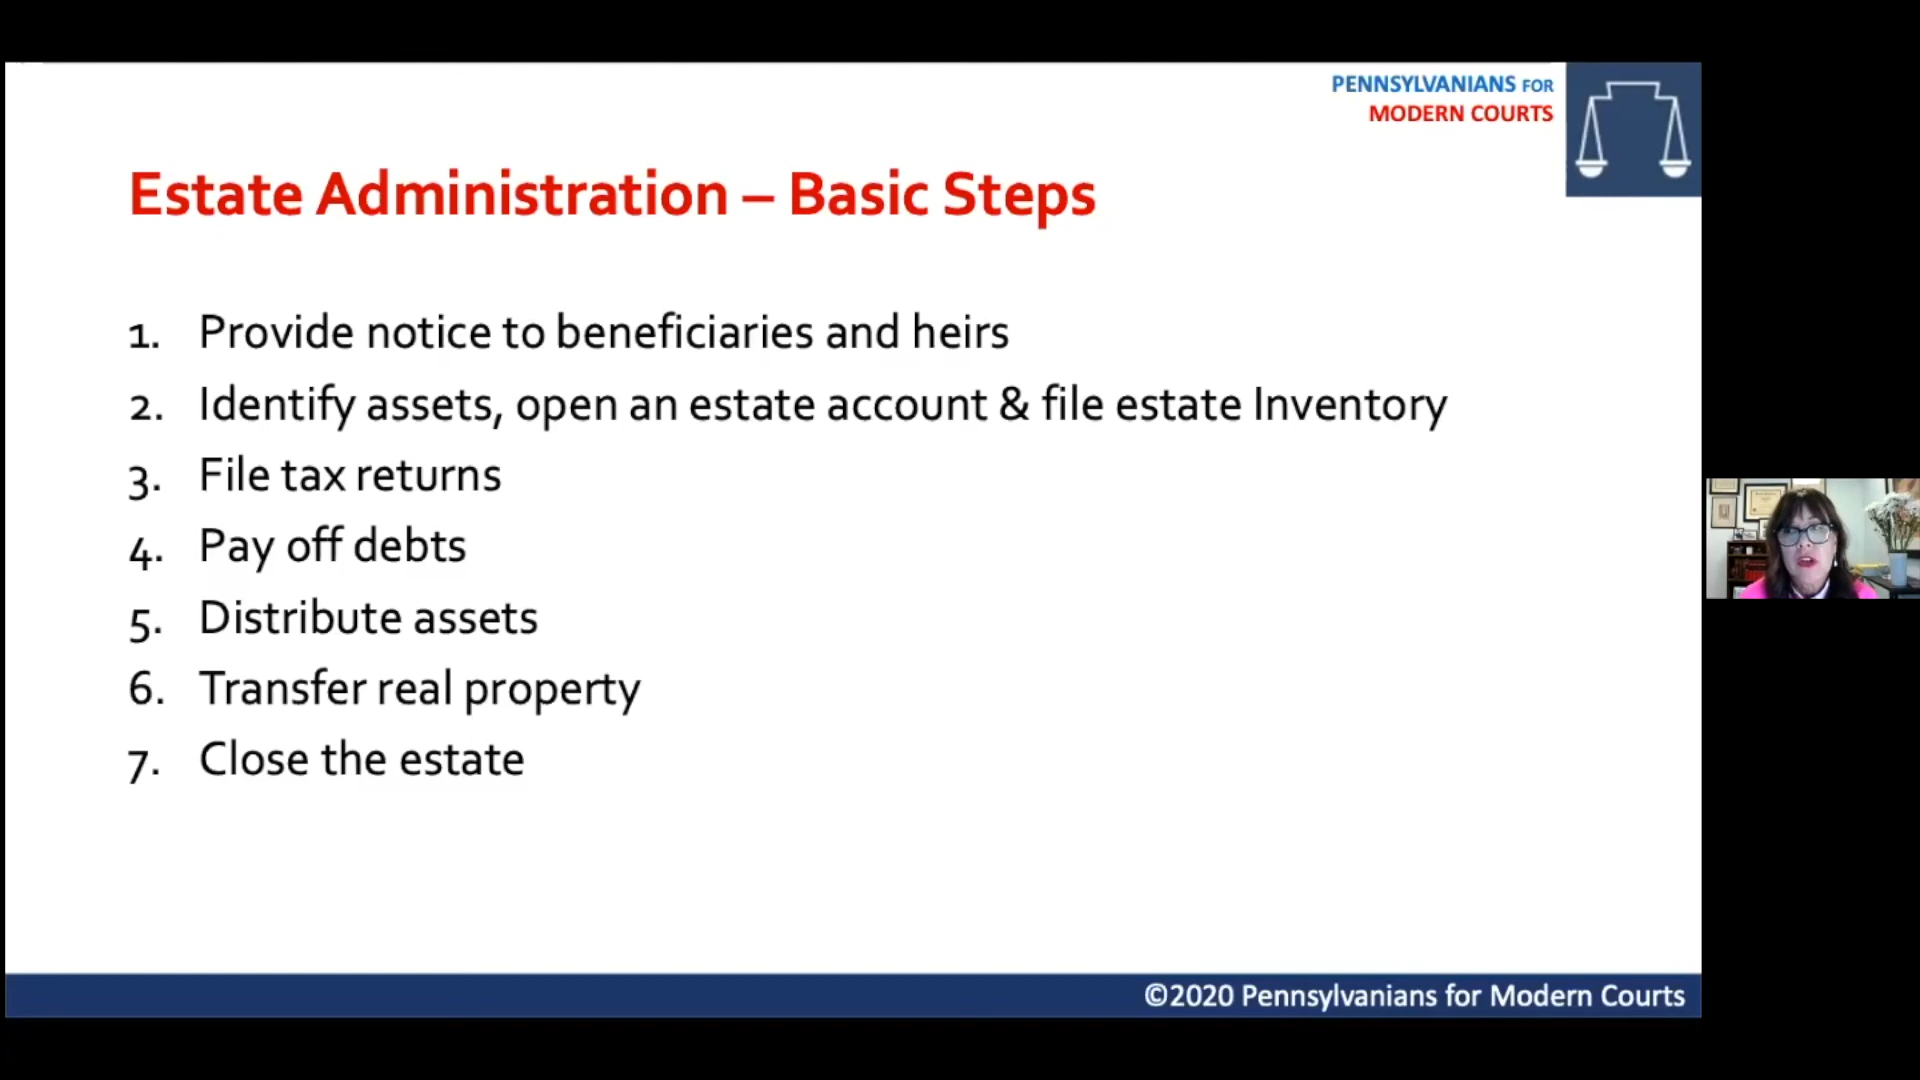 PENNSYLVANIANS FOR
MODERN COURTS
Estate Administration – Basic Steps
1. Provide notice to beneficiaries and heirs
2. Identify assets, open an estate account & file estate Inventory
3. File tax returns
4. Pay off debts
5. Distribute assets
6. Transfer real property
7. Close the estate
©2020 Pennsylvanians for Modern Courts